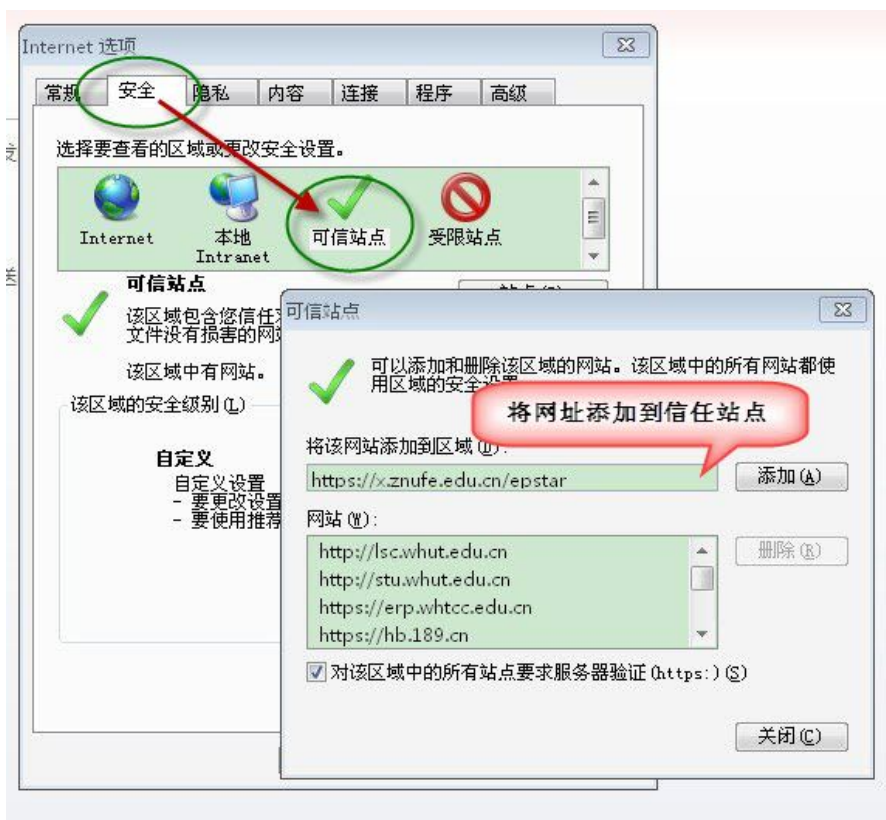 Internet 选项
常规 安全 隐私 内容 连接 程序 高级
选择要查看的区域或更改安全设置。
Internet
本地
Intranet
可信站点
受限站点
可信站点
该区域包含您信任
文件没有损害的网
该区域中有网站。
该区域的安全级别(L)
自定义
自定义设置
- 要更改设置
- 要使用推荐
可信站点
可以添加和删除该区域的网站。该区域中的所有网站都使
用区域的安全设置
将网址添加到信任站点
将该网站添加到区域(D):
https://x.znufe.edu.cn/epstar
添加(A)
网站(W):
http://lsc.whut.edu.cn
http://stu.whut.edu.cn
https://erp.whtcc.edu.cn
https://hb.189.cn
删除(R)
对该区域中的所有站点要求服务器验证(https:)(S)
关闭(C)